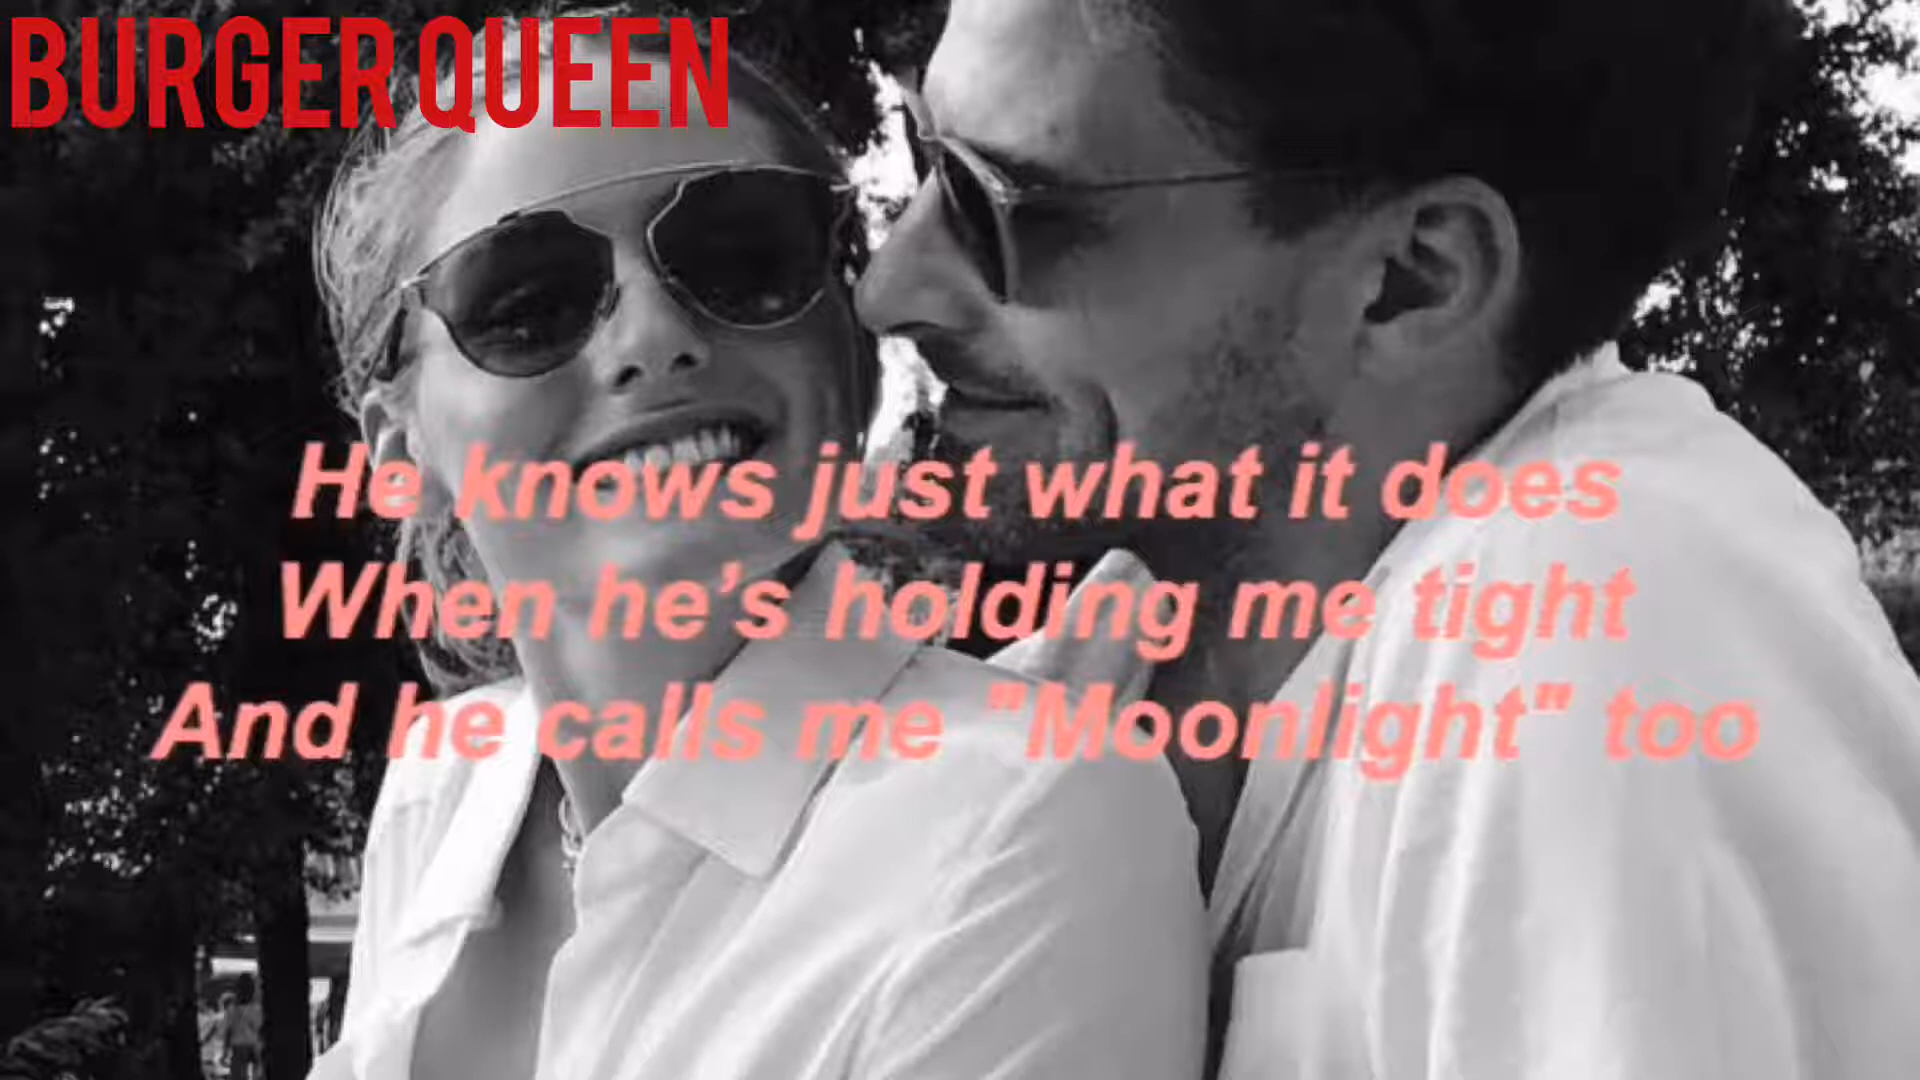 BURGER QUEEN
He knows just what it does
When he’s holding me tight
And he calls me "Moonlight" too